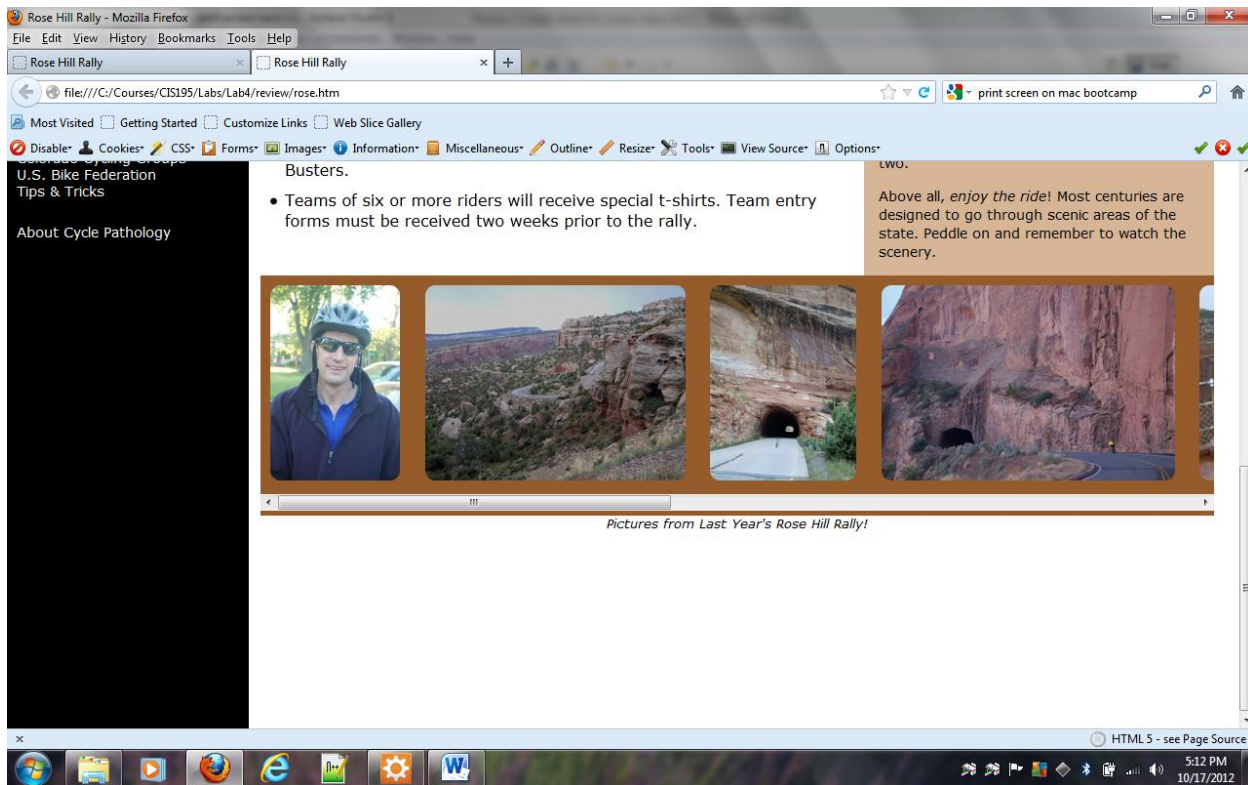 Rose Hill Rally - Mozilla Firefox
File Edit View History Bookmarks Tools Help
Rose Hill Rally × Rose Hill Rally × +
file:///C:/Courses/CIS195/Labs/Lab4/review/rose.htm print screen on mac bootcamp
Most Visited Getting Started Customize Links Web Slice Gallery
Disable Cookies CSS Forms Images Information Miscellaneous Outline Resize Tools View Source Options
Colorado Cycling Groups
U.S. Bike Federation
Tips & Tricks
About Cycle Pathology
Busters.
• Teams of six or more riders will receive special t-shirts. Team entry
forms must be received two weeks prior to the rally.
two.
Above all, enjoy the ride! Most centuries are
designed to go through scenic areas of the
state. Peddle on and remember to watch the
scenery.
Pictures from Last Year's Rose Hill Rally!
× HTML 5 - see Page Source
5:12 PM
10/17/2012